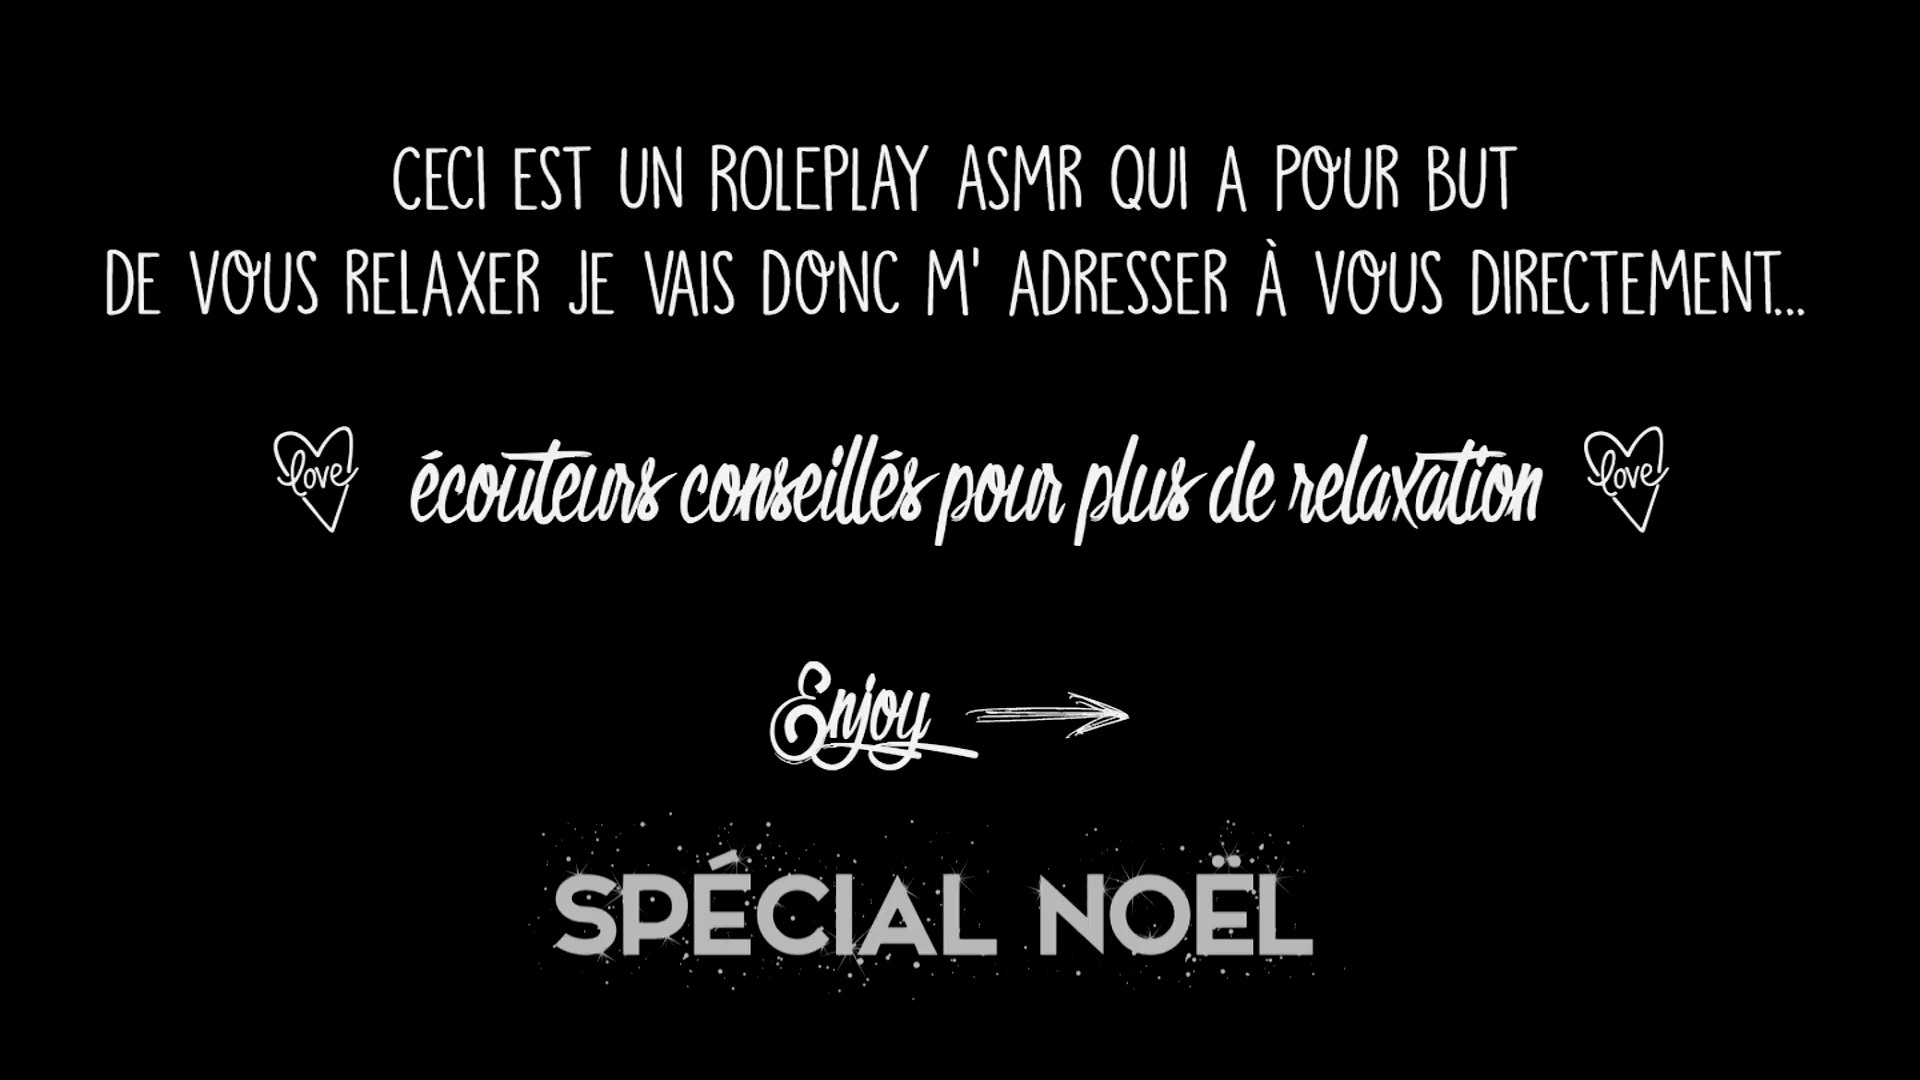 CECI EST UN ROLEPLAY ASMR QUI A POUR BUT
DE VOUS RELAXER JE VAIS DONC M' ADRESSER À VOUS DIRECTEMENT...
love écouteurs conseillés pour plus de relaxation love
Enjoy
SPÉCIAL NOËL